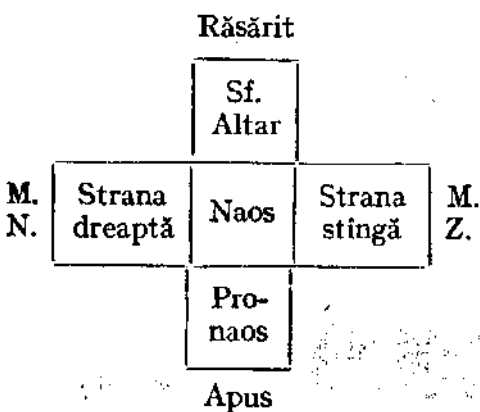 Răsărit
Sf.
Altar
M.
N.
Strana
dreaptă
Naos
Strana
stingă
M.
Z.
Pro-
naos
Apus